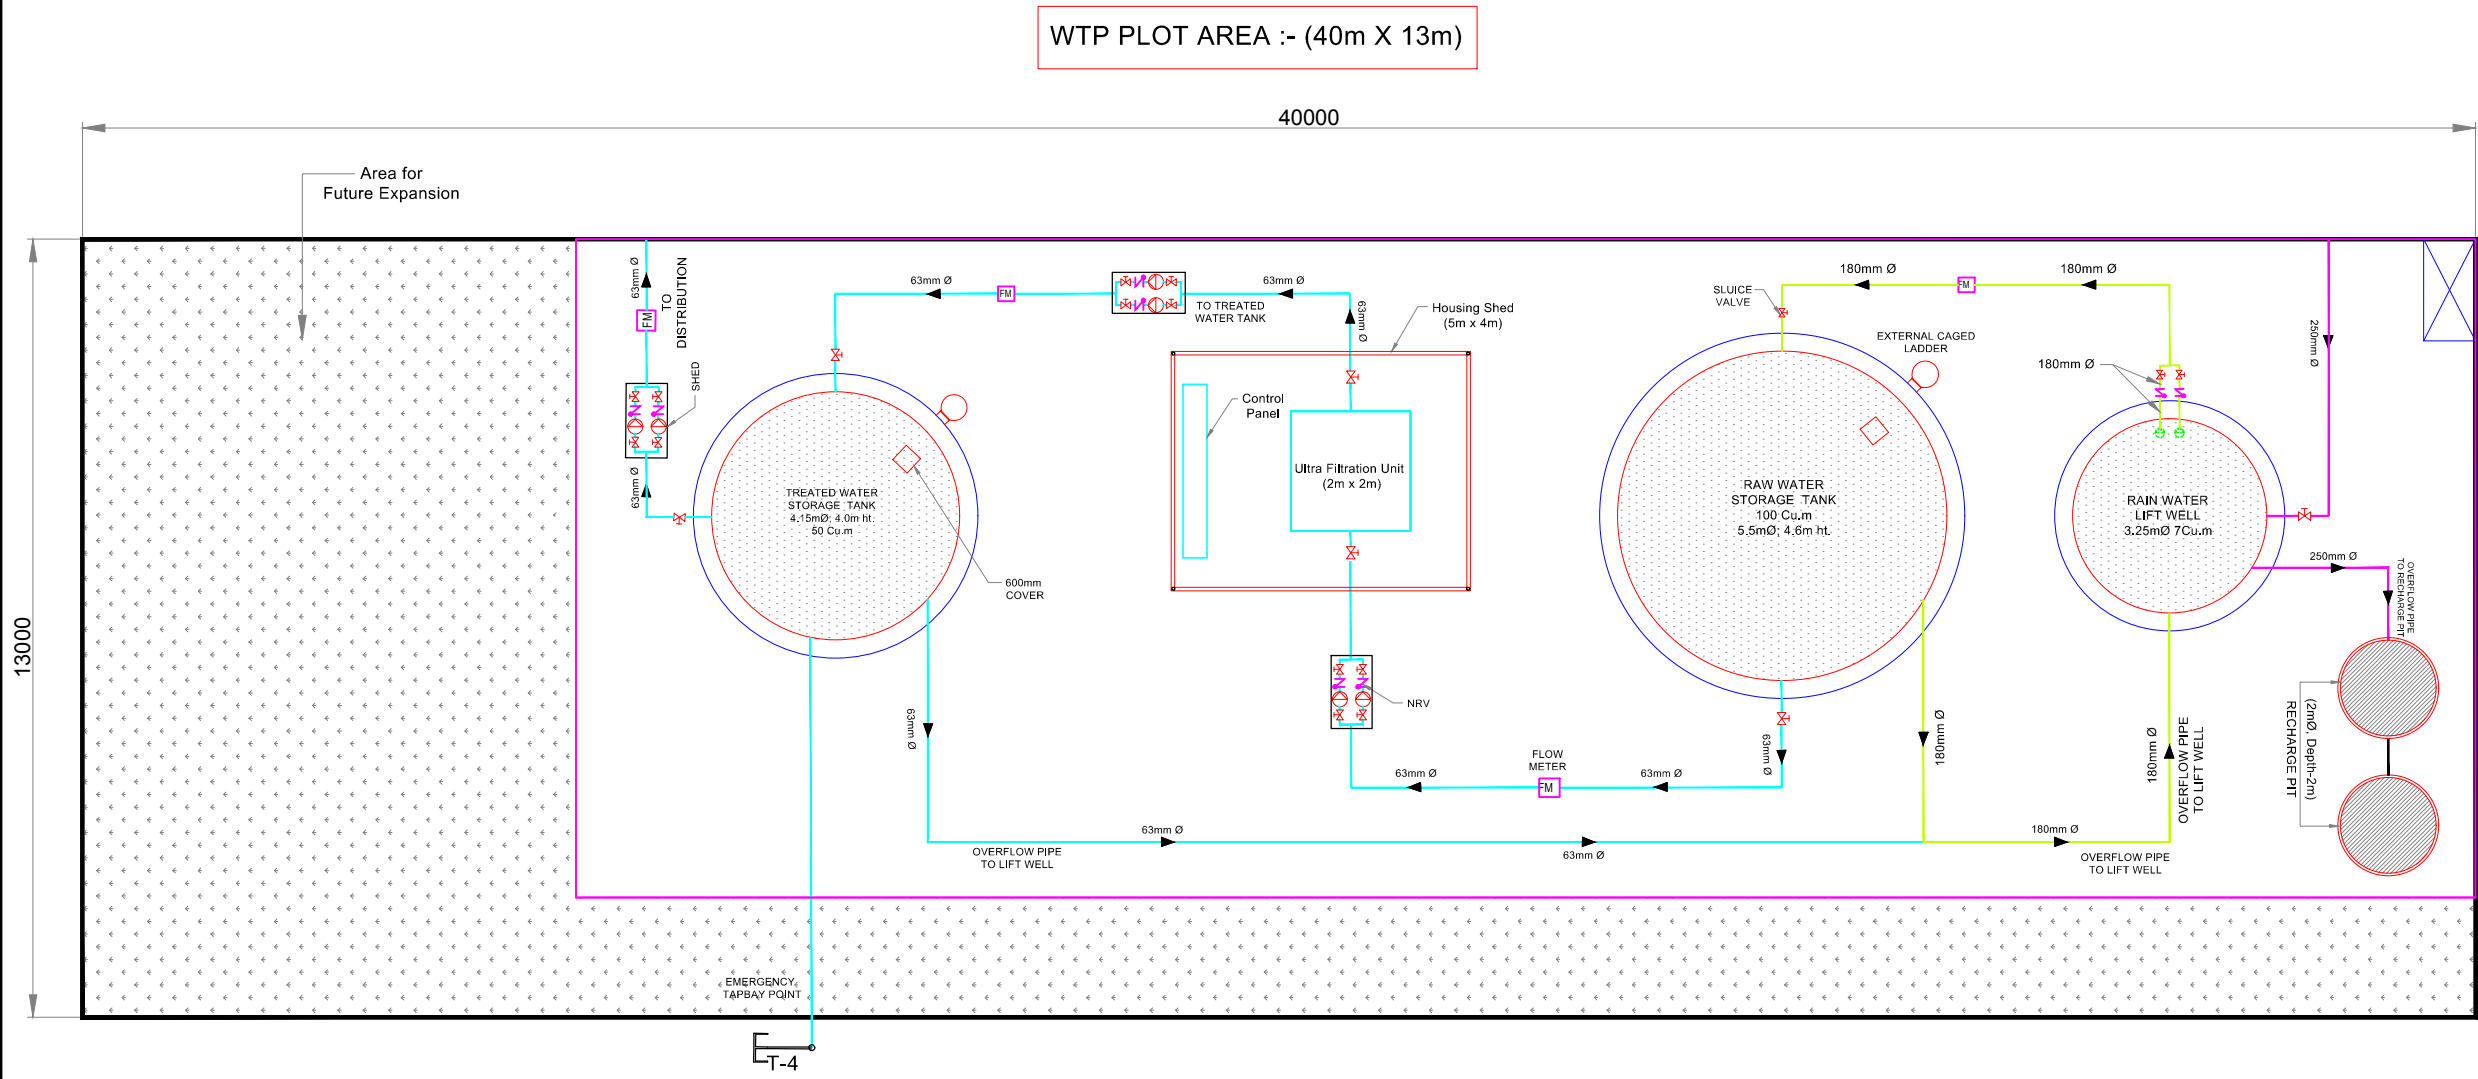 WTP PLOT AREA :- (40m X 13m)
40000
13000
Area for
Future Expansion
63mm Ø
TO
DISTRIBUTION
FM
SHED
63mm Ø
63mm Ø
FM
63mm Ø
TO TREATED
WATER TANK
63mm Ø
Housing Shed
(5m x 4m)
Control
Panel
Ultra Filtration Unit
(2m x 2m)
TREATED WATER
STORAGE TANK
4.15mØ; 4.0m ht.
50 Cu.m
600mm
COVER
SLUICE
VALVE
180mm Ø
FM
180mm Ø
EXTERNAL CAGED
LADDER
180mm Ø
RAW WATER
STORAGE TANK
100 Cu.m
5.5mØ; 4.6m ht.
RAIN WATER
LIFT WELL
3.25mØ 7Cu.m
250mm Ø
250mm Ø
OVERFLOW PIPE
TO RECHARGE PIT
NRV
63mm Ø
63mm Ø
FLOW
METER
FM
63mm Ø
63mm Ø
180mm Ø
180mm Ø
OVERFLOW PIPE
TO LIFT WELL
(2mØ, Depth-2m)
RECHARGE PIT
63mm Ø
OVERFLOW PIPE
TO LIFT WELL
63mm Ø
180mm Ø
OVERFLOW PIPE
TO LIFT WELL
EMERGENCY
TAPBAY POINT
T-4